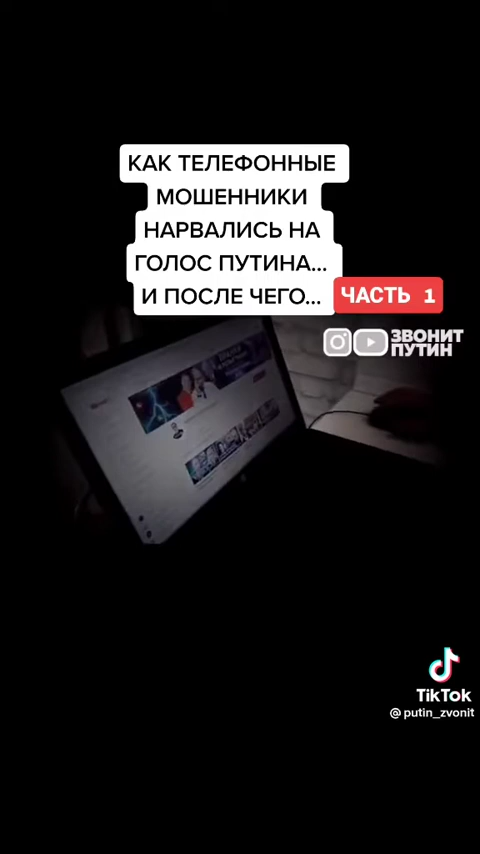 КАК ТЕЛЕФОННЫЕ
МОШЕННИКИ
НАРВАЛИСЬ НА
ГОЛОС ПУТИНА...
И ПОСЛЕ ЧЕГО...
ЧАСТЬ 1
ЗВОНИТ
ПУТИН
TikTok
@putin_zvonit